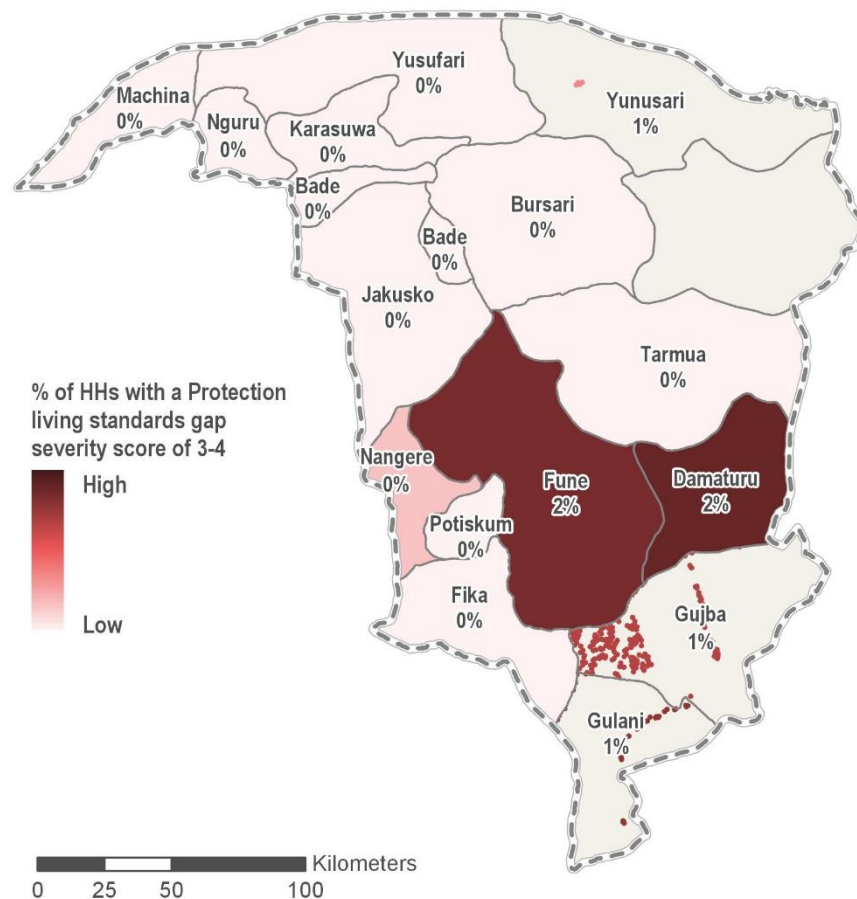 Yusufari
0%
Machina
0%
Yunusari
1%
Nguru
0%
Karasuwa
0%
Bade
0%
Bursari
0%
Bade
0%
Jakusko
0%
Tarmua
0%
% of HHs with a Protection
living standards gap
severity score of 3-4
High
Low
Nangere
0%
Fune
2%
Damaturu
2%
Potiskum
0%
Fika
0%
Gujba
1%
Gulani
1%
Kilometers
0 25 50 100